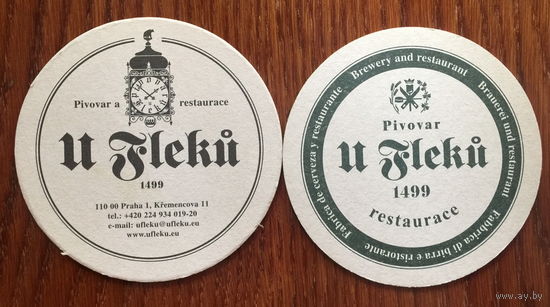 Pivovar a restaurace
U Fleků
1499
110 00 Praha 1, Křemencova 11
tel.: +420 224 934 019-20
e-mail: ufleku@ufleku.eu
www.ufleku.eu
Brewery and restaurant
Brauerei und restaurant
Fabbrica di birra e ristorante
Fabrica de cerveza y restaurante
Pivovar
U Fleků
1499
restaurace
www.ay.by